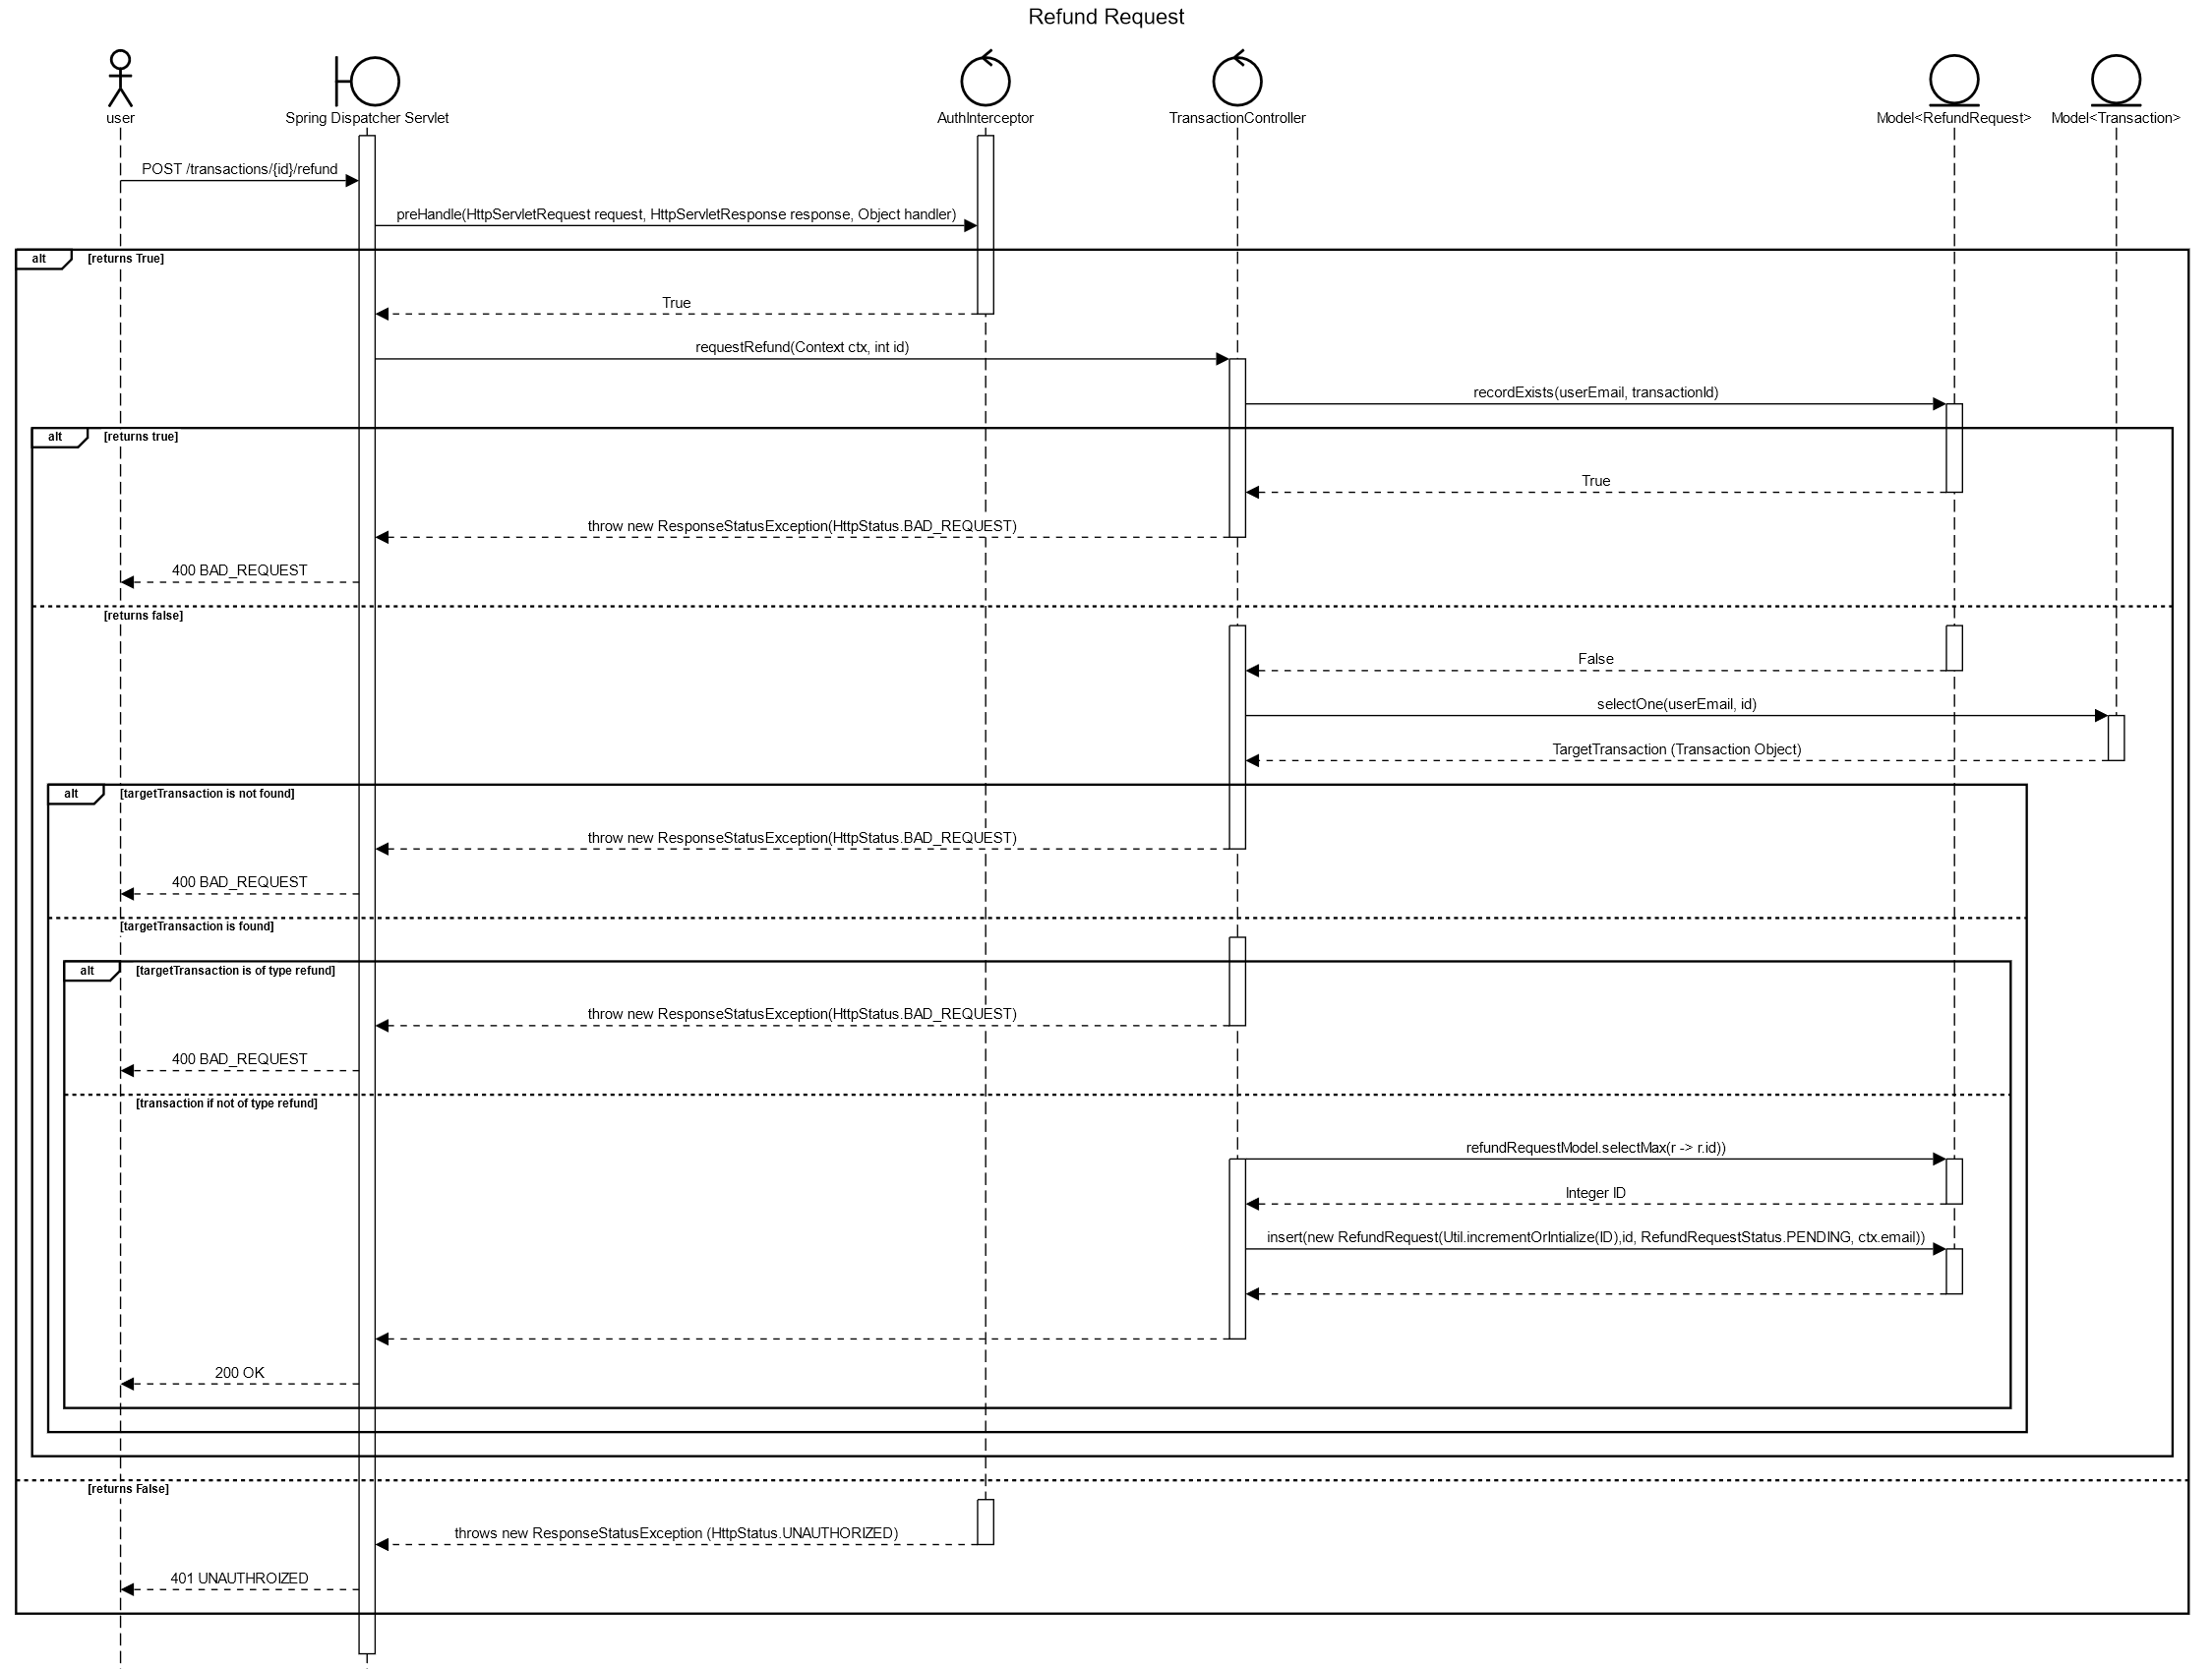 Refund Request
user
Spring Dispatcher Servlet
AuthInterceptor
TransactionController
Model<RefundRequest>
Model<Transaction>
POST /transactions/{id}/refund
preHandle(HttpServletRequest request, HttpServletResponse response, Object handler)
alt
[returns True]
True
requestRefund(Context ctx, int id)
recordExists(userEmail, transactionId)
alt
[returns true]
True
throw new ResponseStatusException(HttpStatus.BAD_REQUEST)
400 BAD_REQUEST
[returns false]
False
selectOne(userEmail, id)
TargetTransaction (Transaction Object)
alt
[targetTransaction is not found]
throw new ResponseStatusException(HttpStatus.BAD_REQUEST)
400 BAD_REQUEST
[targetTransaction is found]
alt
[targetTransaction is of type refund]
throw new ResponseStatusException(HttpStatus.BAD_REQUEST)
400 BAD_REQUEST
[transaction if not of type refund]
refundRequestModel.selectMax(r -> r.id))
Integer ID
insert(new RefundRequest(Util.incrementOrIntialize(ID),id, RefundRequestStatus.PENDING, ctx.email))
200 OK
[returns False]
throws new ResponseStatusException (HttpStatus.UNAUTHORIZED)
401 UNAUTHROIZED